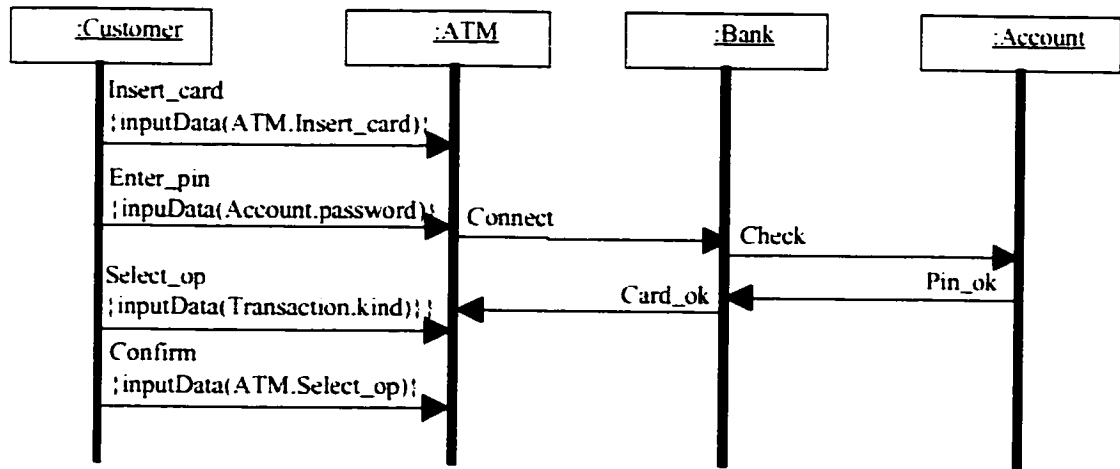 :Customer
:ATM
:Bank
:Account
Insert_card
{inputData(ATM.Insert_card)}
Enter_pin
{inpuData(Account.password)}
Connect
Check
Select_op
{inputData(Transaction.kind)}}
Card_ok
Pin_ok
Confirm
{inputData(ATM.Select_op)}